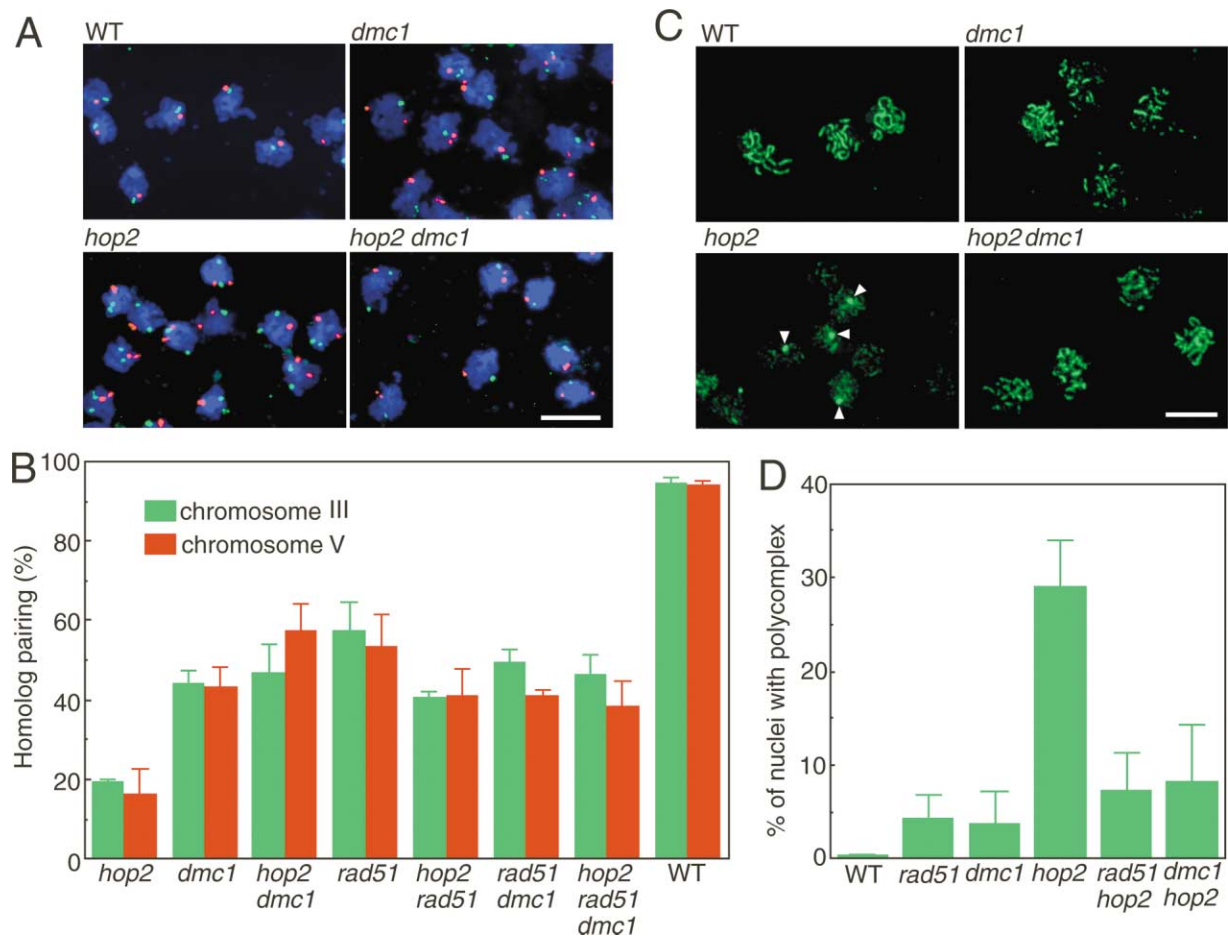 A
WT
dmc1
hop2
hop2 dmc1
C
WT
dmc1
hop2
hop2 dmc1
B
Homolog pairing (%)
100
80
60
40
20
0
chromosome III
chromosome V
hop2
dmc1
hop2
dmc1
rad51
hop2
rad51
rad51
dmc1
hop2
rad51
dmc1
WT
D
% of nuclei with polycomplex
40
30
20
10
0
WT
rad51
dmc1
hop2
rad51
hop2
dmc1
hop2